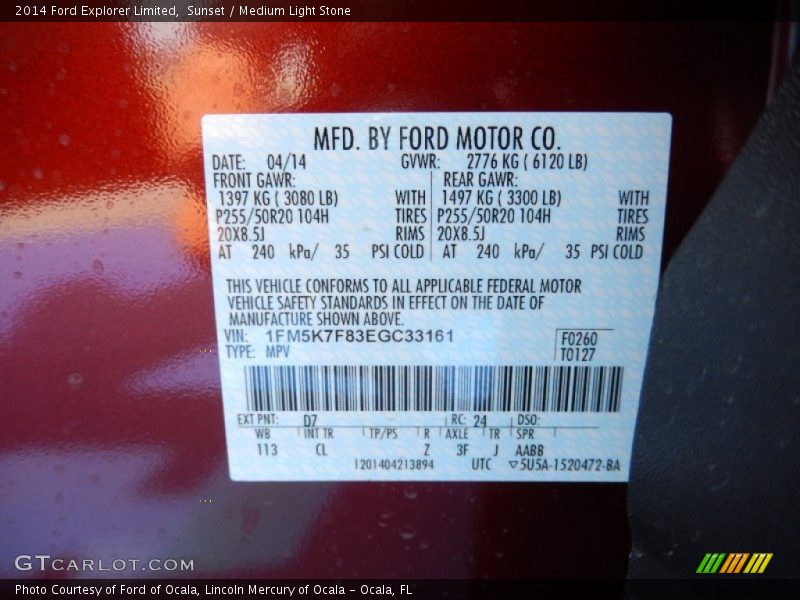 2014 Ford Explorer Limited,  Sunset / Medium Light Stone
MFD. BY FORD MOTOR CO.
DATE: 04/14 GVWR: 2776 KG ( 6120 LB)
FRONT GAWR: REAR GAWR:
1397 KG ( 3080 LB) WITH 1497 KG ( 3300 LB) WITH
P255/50R20 104H TIRES P255/50R20 104H TIRES
20X8.5J RIMS 20X8.5J RIMS
AT 240 kPa/ 35 PSI COLD AT 240 kPa/ 35 PSI COLD
THIS VEHICLE CONFORMS TO ALL APPLICABLE FEDERAL MOTOR
VEHICLE SAFETY STANDARDS IN EFFECT ON THE DATE OF
MANUFACTURE SHOWN ABOVE.
VIN: 1FM5K7F83EGC33161 F0260
TYPE: MPV T0127
EXT PNT: D7 RC: 24 DSO:
WB INT TR TP/PS R AXLE TR SPR
113 CL Z 3F J AABB
1201404213894 UTC ▽5U5A-1520472-BA
GTCARLOT.COM
Photo Courtesy of Ford of Ocala, Lincoln Mercury of Ocala - Ocala, FL